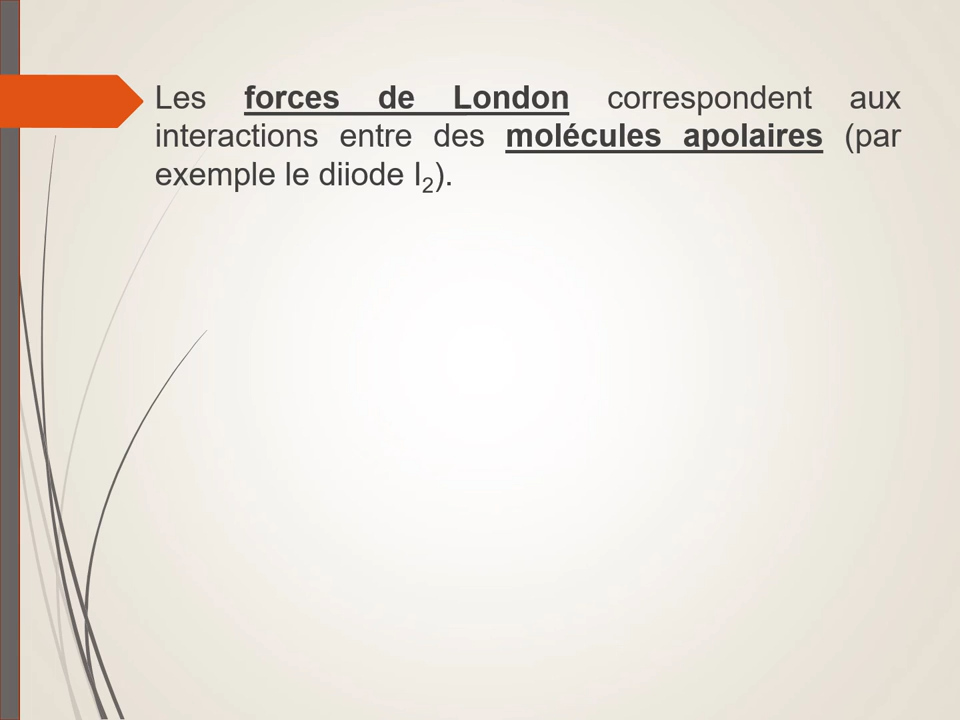 Les forces de London correspondent aux
interactions entre des molécules apolaires (par
exemple le diiode I₂).